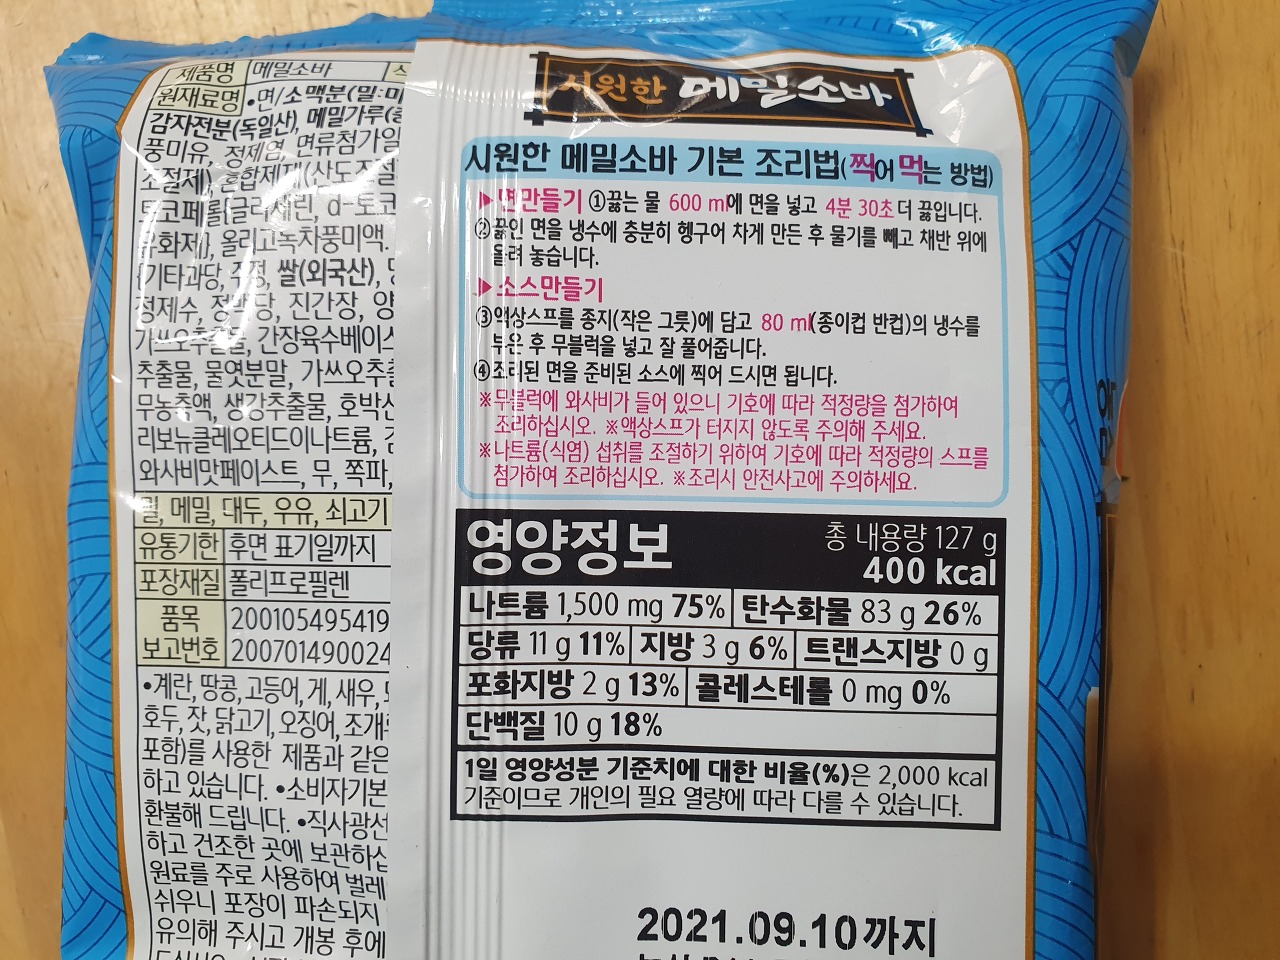 제품명 메밀소바
원재료명 •면/소맥분(밀:미
감자전분(독일산), 메밀가루(
풍미유, 정제염, 면류첨가알
조절제), 혼합제제(산도조절
토코페롤[글리세린, d-토코
유화제], 올리고녹차풍미액.
[기타과당, 주정, 쌀(외국산),
정제수, 정백당, 진간장, 양
가쓰오추출물, 간장육수베이스
추출물, 물엿분말, 가쓰오추출
무농축액, 생강추출물, 호박산
리보뉴클레오티드이나트륨,
와사비맛페이스트, 무, 쪽파,
밀, 메밀, 대두, 우유, 쇠고기
유통기한 후면 표기일까지
포장재질 폴리프로필렌
품목 200105495419
보고번호 200701490024
•계란, 땅콩, 고등어, 게, 새우,
호두, 잣, 닭고기, 오징어, 조개
포함)를 사용한 제품과 같은
하고 있습니다. •소비자기본
환불해 드립니다. •직사광선
하고 건조한 곳에 보관하십
원료를 주로 사용하여 벌레
쉬우니 포장이 파손되지
유의해 주시고 개봉 후에
시원한 메밀소바
시원한 메밀소바 기본 조리법(찍어 먹는 방법)
▶면만들기 ①끓는 물 600 ml에 면을 넣고 4분 30초 더 끓입니다.
②끓인 면을 냉수에 충분히 헹구어 차게 만든 후 물기를 빼고 채반 위에
올려 놓습니다.
▶소스만들기
③액상스프를 종지(작은 그릇)에 담고 80 ml(종이컵 반컵)의 냉수를
부은 후 무블럭을 넣고 잘 풀어줍니다.
④조리된 면을 준비된 소스에 찍어 드시면 됩니다.
※무블럭에 와사비가 들어 있으니 기호에 따라 적정량을 첨가하여
조리하십시오. ※액상스프가 터지지 않도록 주의해 주세요.
※나트륨(식염) 섭취를 조절하기 위하여 기호에 따라 적정량의 스프를
첨가하여 조리하십시오. ※조리시 안전사고에 주의하세요.
영양정보 총 내용량 127 g
400 kcal
나트륨 1,500 mg 75% 탄수화물 83 g 26%
당류 11 g 11% 지방 3 g 6% 트랜스지방 0 g
포화지방 2 g 13% 콜레스테롤 0 mg 0%
단백질 10 g 18%
1일 영양성분 기준치에 대한 비율(%)은 2,000 kcal
기준이므로 개인의 필요 열량에 따라 다를 수 있습니다.
2021.09.10까지